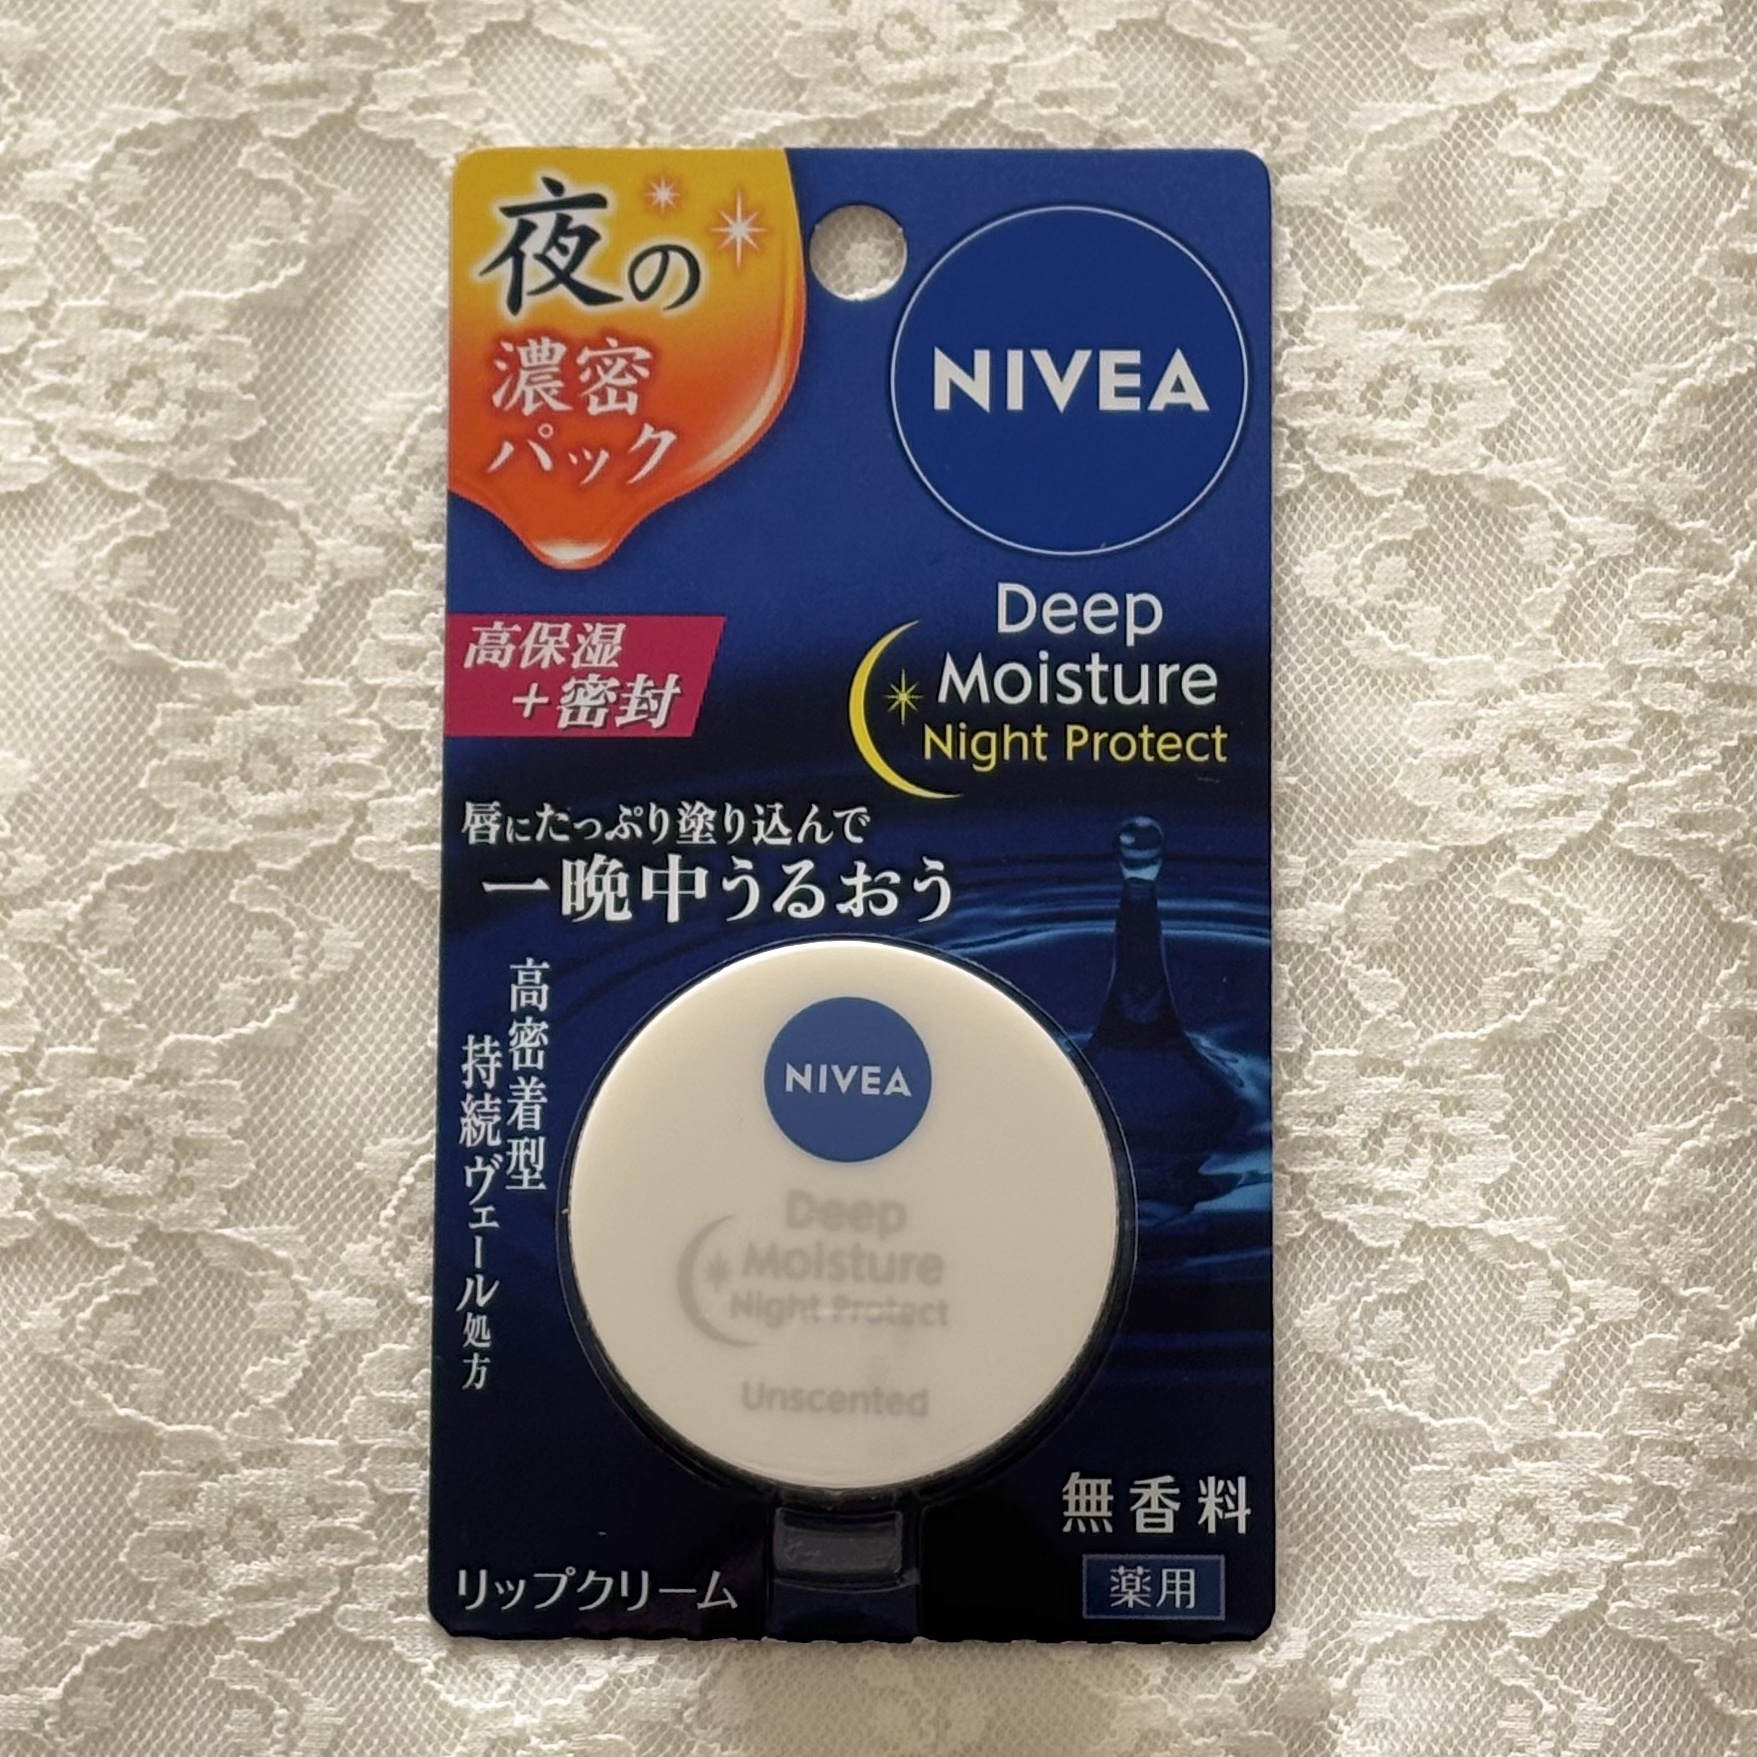 夜の
濃密
パック
NIVEA
Deep
Moisture
Night Protect
高保湿
+密封
唇にたっぷり塗り込んで
一晩中うるおう
高密着型
持続ヴェール処方
NIVEA
Deep
Moisture
Night Protect
Unscented
無香料
薬用
リップクリーム